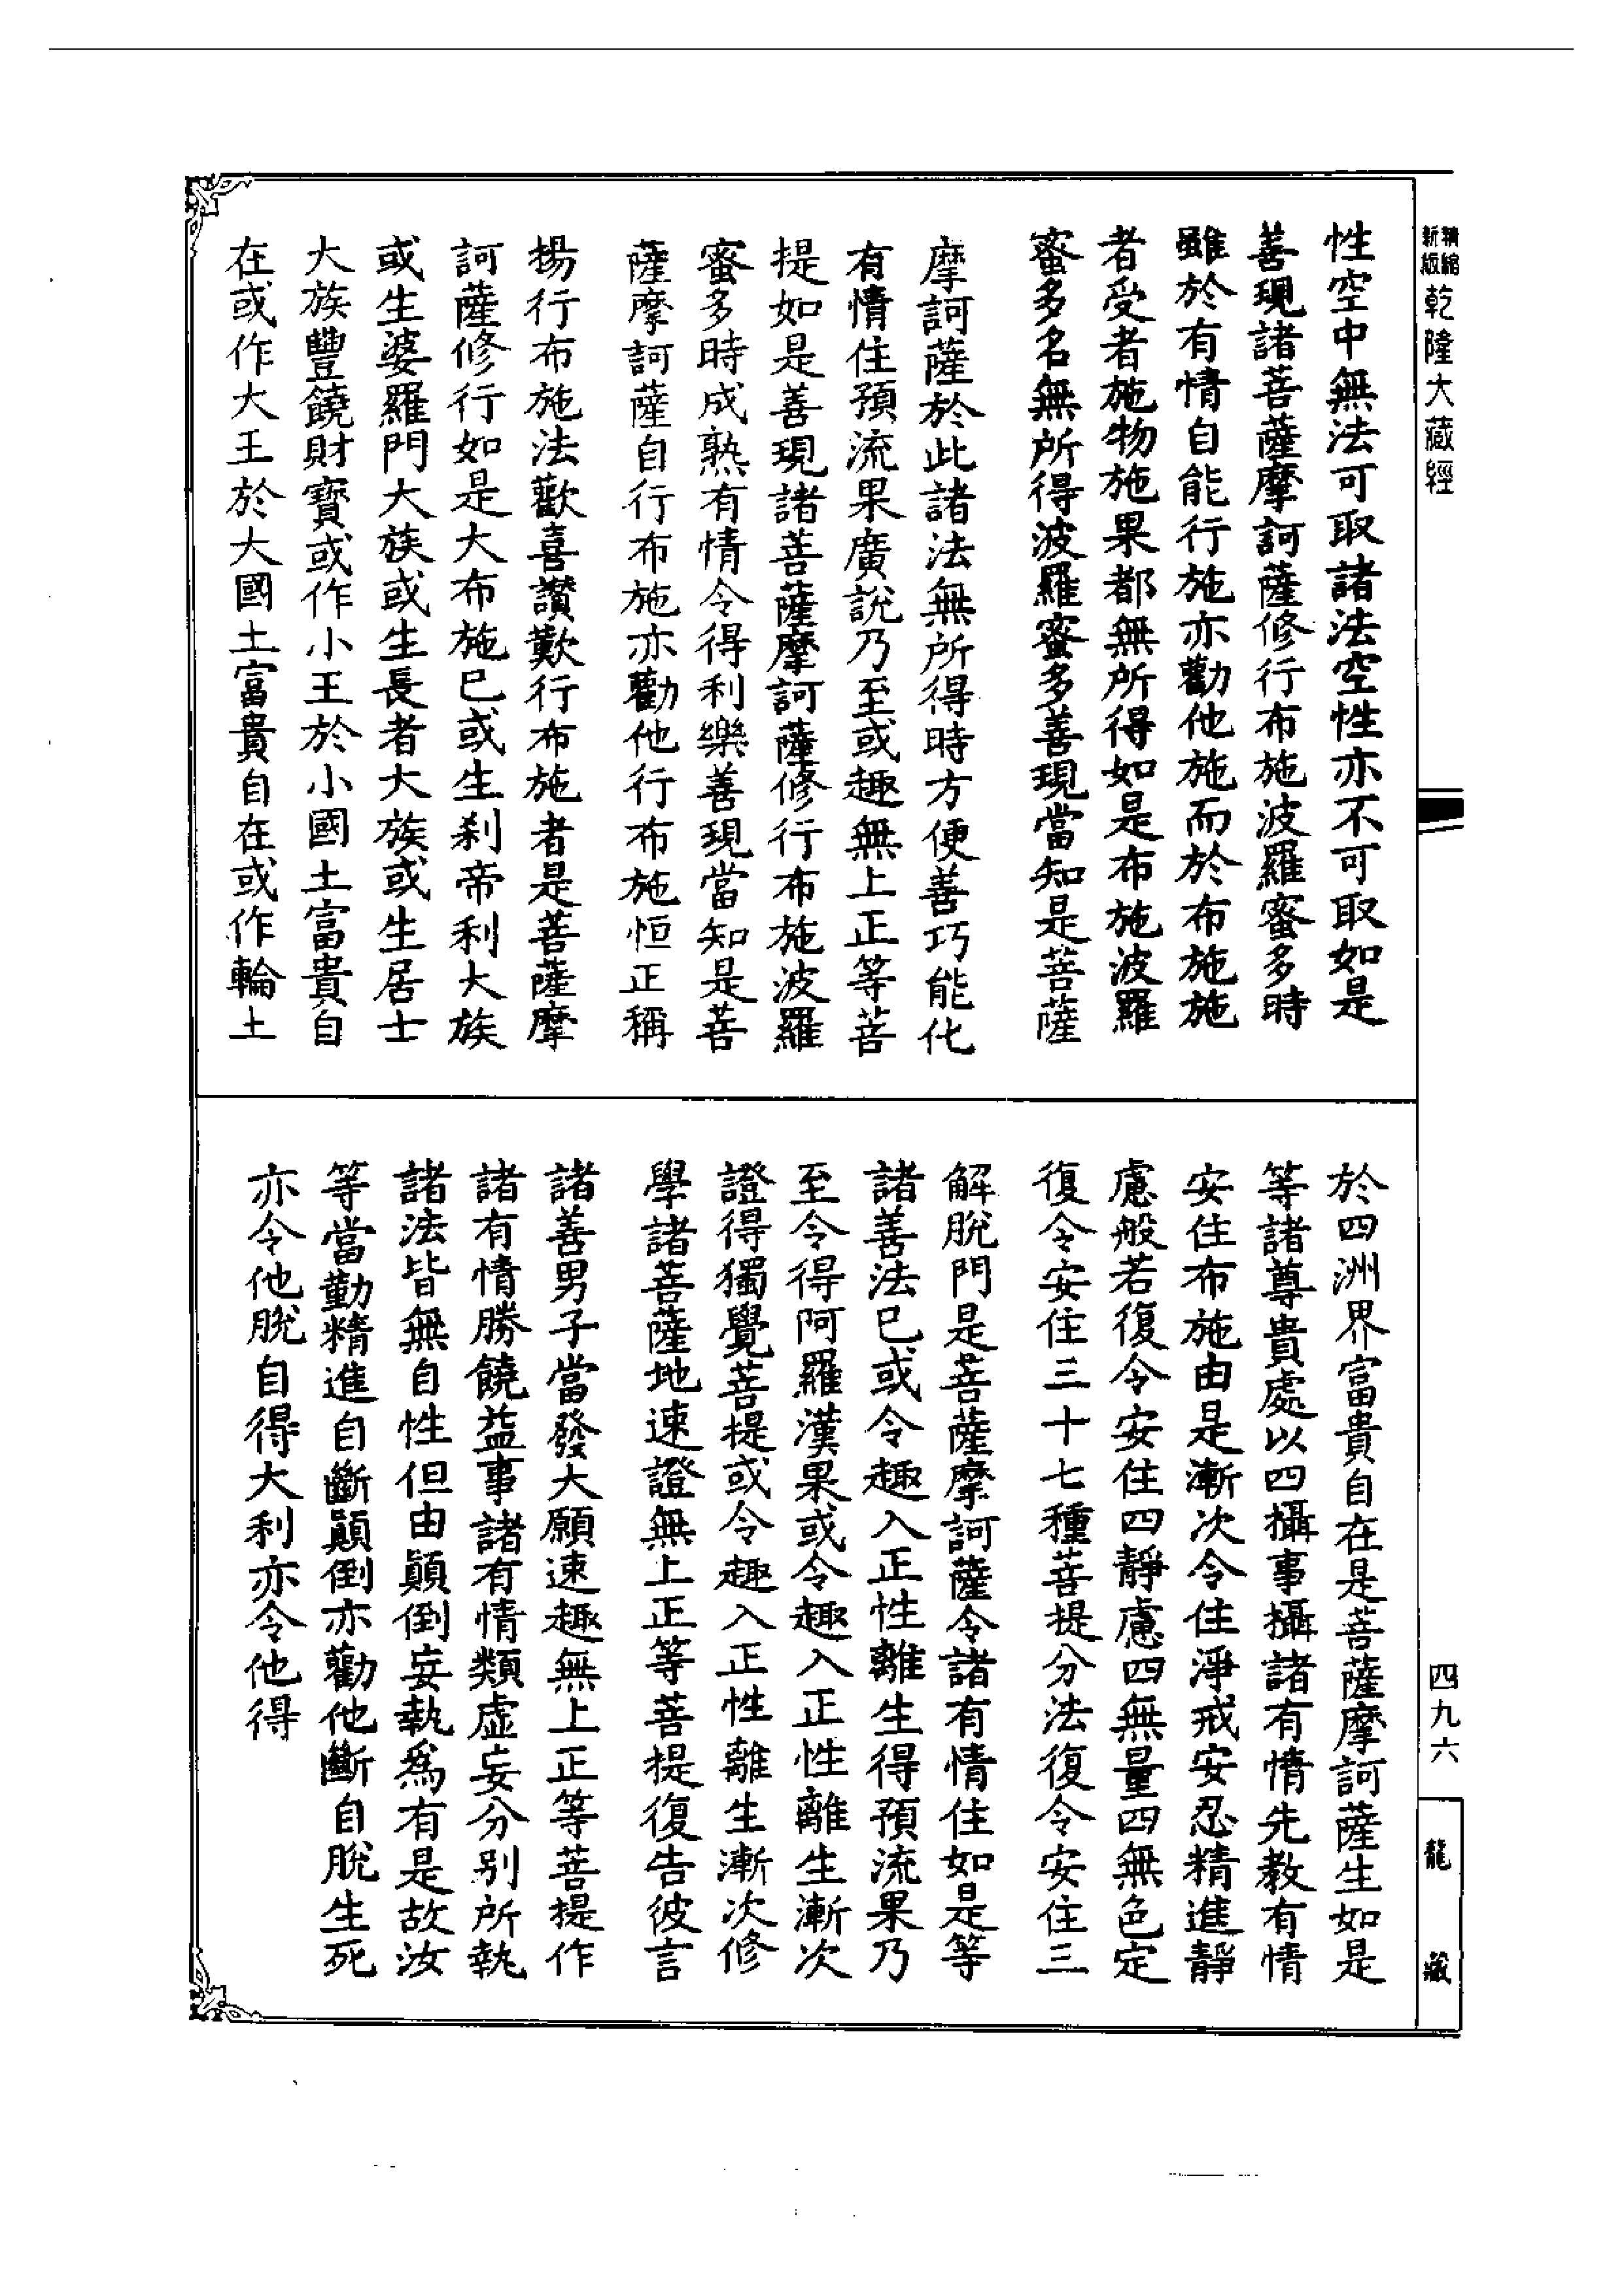 精縮新版乾隆大藏經
性空中無法可取諸法空性亦不可取如是
善現諸菩薩摩訶薩修行布施波羅蜜多時
雖於有情自能行施亦勸他施而於布施施
者受者施物施果都無所得如是布施波羅
蜜多名無所得波羅蜜多善現當知是菩薩
摩訶薩於此諸法無所得時方便善巧能化
有情住預流果廣說乃至或趣無上正等菩
提如是善現諸菩薩摩訶薩修行布施波羅
蜜多時成熟有情令得利樂善現當知是菩
薩摩訶薩自行布施亦勸他行布施恒正稱
揚行布施法歡喜讚歎行布施者是菩薩摩
訶薩修行如是大布施已或生剎帝利大族
或生婆羅門大族或生長者大族或生居士
大族豐饒財寶或作小王於小國土富貴自
在或作大王於大國土富貴自在或作輪王
於四洲界富貴自在是菩薩摩訶薩生如是
等諸尊貴處以四攝事攝諸有情先教有情
安住布施由是漸次令住淨戒安忍精進靜
慮般若復令安住四靜慮四無量四無色定
復令安住三十七種菩提分法復令安住三
解脫門是菩薩摩訶薩令諸有情住如是等
諸善法已或令趣入正性離生得預流果乃
至令得阿羅漢果或令趣入正性離生漸次
證得獨覺菩提或令趣入正性離生漸次修
學諸菩薩地速證無上正等菩提復告彼言
諸善男子當發大願速趣無上正等菩提作
諸有情勝饒益事諸有情類虛妄分別所執
諸法皆無自性但由顛倒妄執為有是故汝
等當勤精進自斷顛倒亦勸他斷自脫生死
亦令他脫自得大利亦令他得
四九六
龍藏